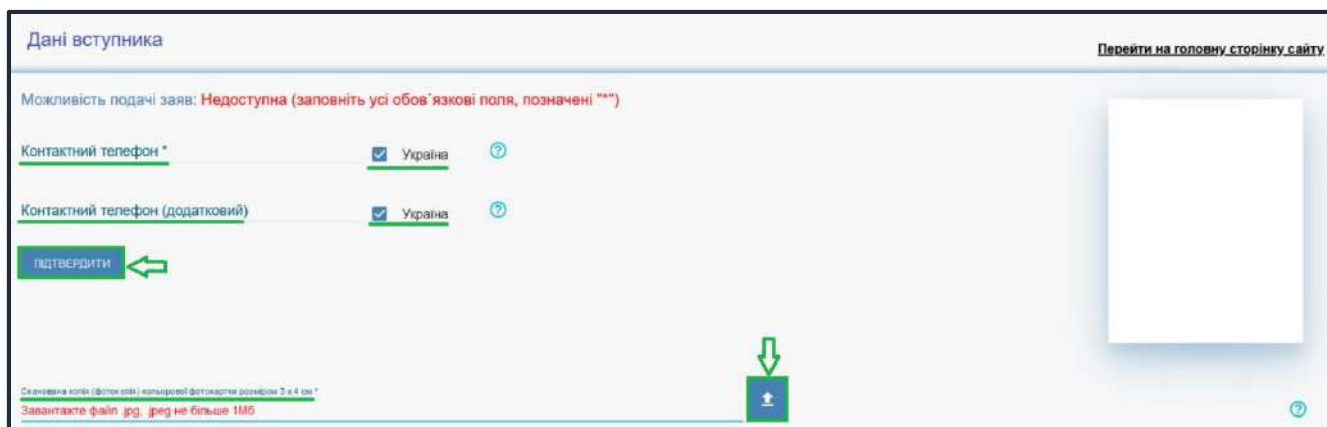 Дані вступника
Перейти на головну сторінку сайту
Можливість подачі заяв: Недоступна (заповніть усі обов`язкові поля, позначені "*")
Контактний телефон *
Україна
Контактний телефон (додатковий)
Україна
ПІДТВЕРДИТИ
Сканована копія (фотокопія) кольорової фотокартки розміром 3 х 4 см *
Завантажте файл .jpg, .jpeg не більше 1Мб